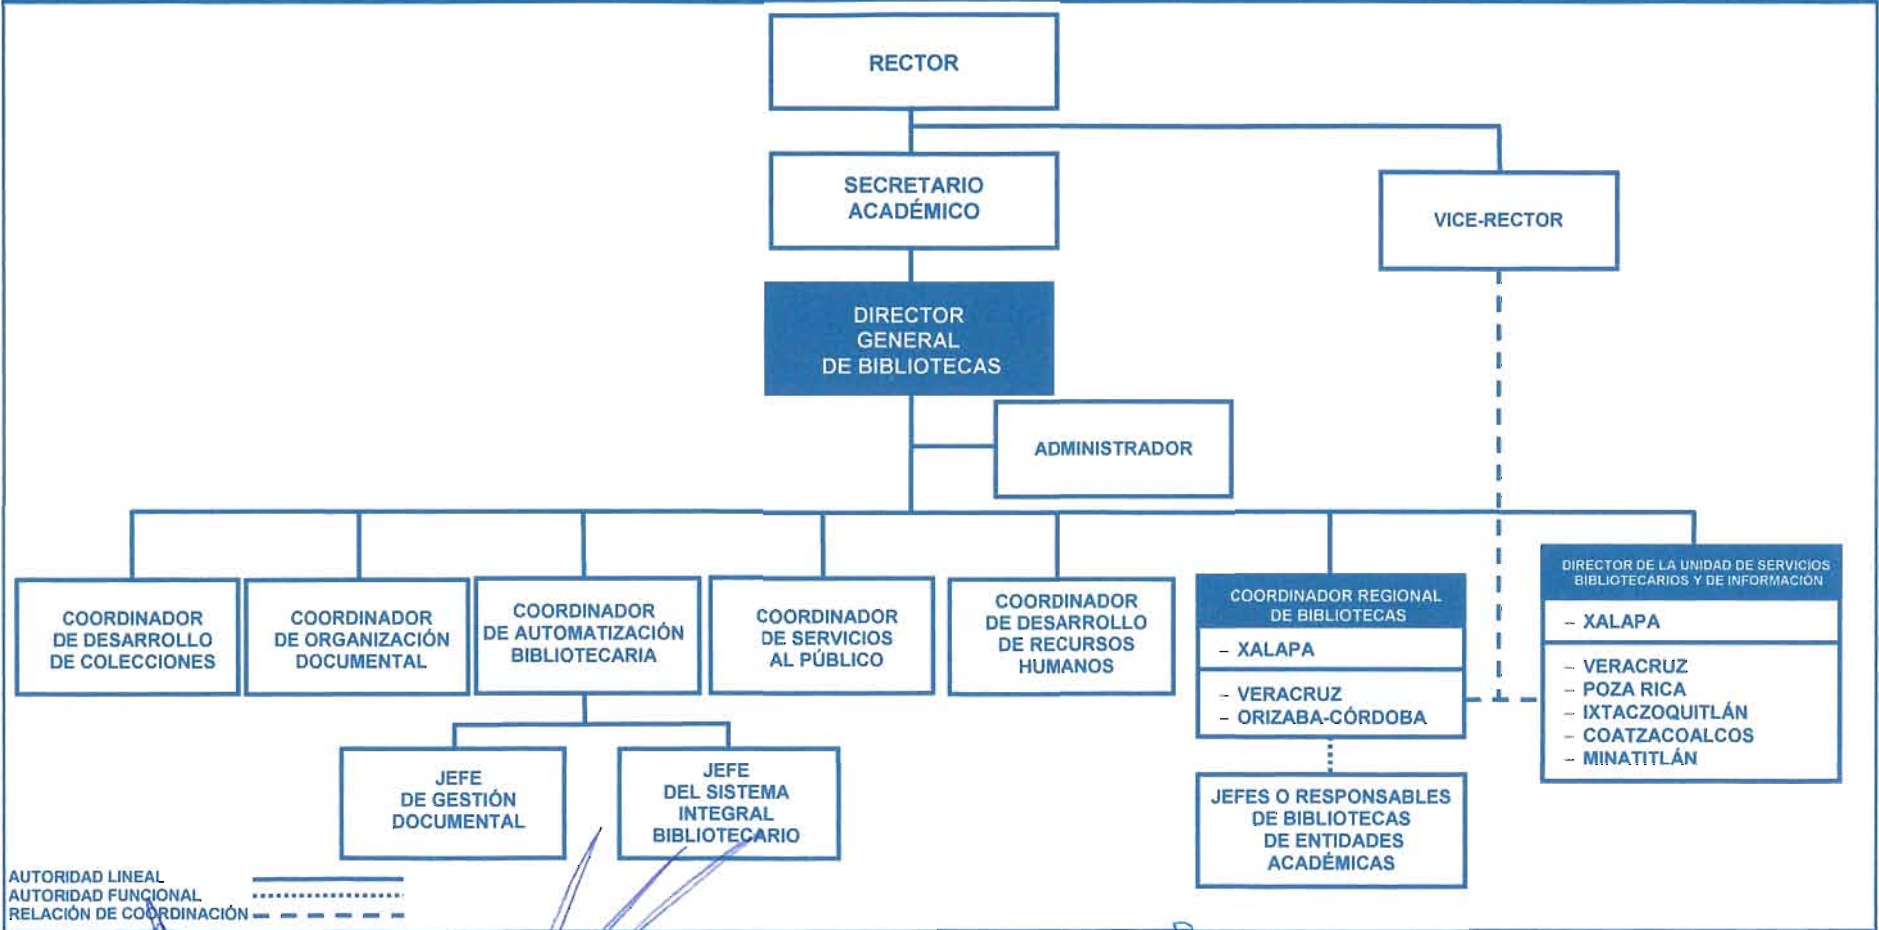 RECTOR
SECRETARIO
ACADÉMICO
VICE-RECTOR
DIRECTOR
GENERAL
DE BIBLIOTECAS
ADMINISTRADOR
COORDINADOR
DE DESARROLLO
DE COLECCIONES
COORDINADOR
DE ORGANIZACIÓN
DOCUMENTAL
COORDINADOR
DE AUTOMATIZACIÓN
BIBLIOTECARIA
COORDINADOR
DE SERVICIOS
AL PÚBLICO
COORDINADOR
DE DESARROLLO
DE RECURSOS
HUMANOS
COORDINADOR REGIONAL
DE BIBLIOTECAS
– XALAPA
– VERACRUZ
– ORIZABA-CÓRDOBA
DIRECTOR DE LA UNIDAD DE SERVICIOS
BIBLIOTECARIOS Y DE INFORMACIÓN
– XALAPA
– VERACRUZ
– POZA RICA
– IXTACZOQUITLÁN
– COATZACOALCOS
– MINATITLÁN
JEFE
DE GESTIÓN
DOCUMENTAL
JEFE
DEL SISTEMA
INTEGRAL
BIBLIOTECARIO
JEFES O RESPONSABLES
DE BIBLIOTECAS
DE ENTIDADES
ACADÉMICAS
AUTORIDAD LINEAL
AUTORIDAD FUNCIONAL
RELACIÓN DE COORDINACIÓN